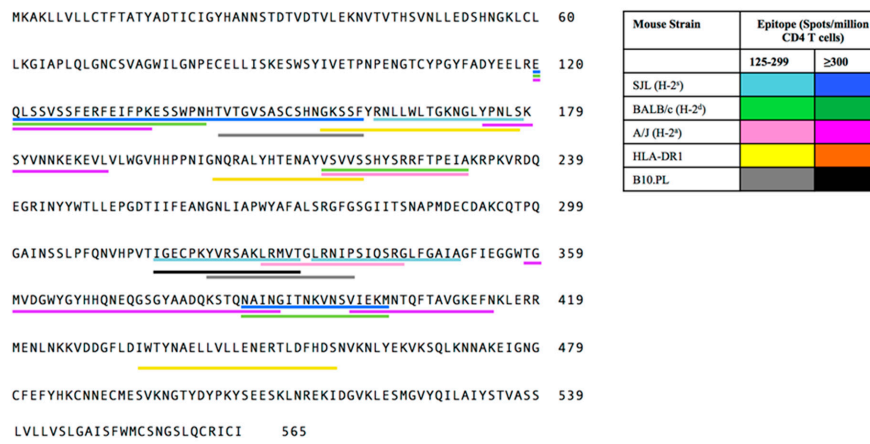 MKAKLLVLLCTFTATYADTICIGYHANNSTDTVDTVLEKNVTVTHSVNLLEDSHNGKLCL 60
LKGIAPLQLGNCSVAGWILGNPECELLISKESWSYIVETPNPENGTCYPGYFADYEELRE 120
QLSSVSSFERFEIFPKESSWPNHTVTGVSASCSHNGKSSFYRNLLWLTGKNGLYPNLSK 179
SYVNNKEKEVLVLWGVHHPPNIGNQRALYHTENAYVSVVSSHYSRRFTPEIAKRPKVRDQ 239
EGRINYYWTLLEPGDTIIFEANGNLIAPWYAFALSRGFGSGIITSNAPMDECDAKCQTPQ 299
GAINSSLPFQNVHPVTIGECPKYVRSAKLRMVTGLRNIPSIQSRGLFGAIAGFIEGGWTG 359
MVDGWYGYHHQNEQGSGYAADQKSTQNAINGITNKVNSVIEKMNTQFTAVGKEFNKLERR 419
MENLNKKVDDGFLDIWTYNAELLVLLENERTLDFHDSNVKNLYEKVKSQLKNNAKEIGNG 479
CFEFYHKCNNECMESVKNGTYDYPKYSEESKLNREKIDGVKLESMGVYQILAIYSTVASS 539
LVLLVSLGAISFWMCSNGSLQCRICI 565
Mouse Strain
Epitope (Spots/million
CD4 T cells)
125-299 ≥300
SJL (H-2ˢ)
BALB/c (H-2ᵈ)
A/J (H-2ᵃ)
HLA-DR1
B10.PL